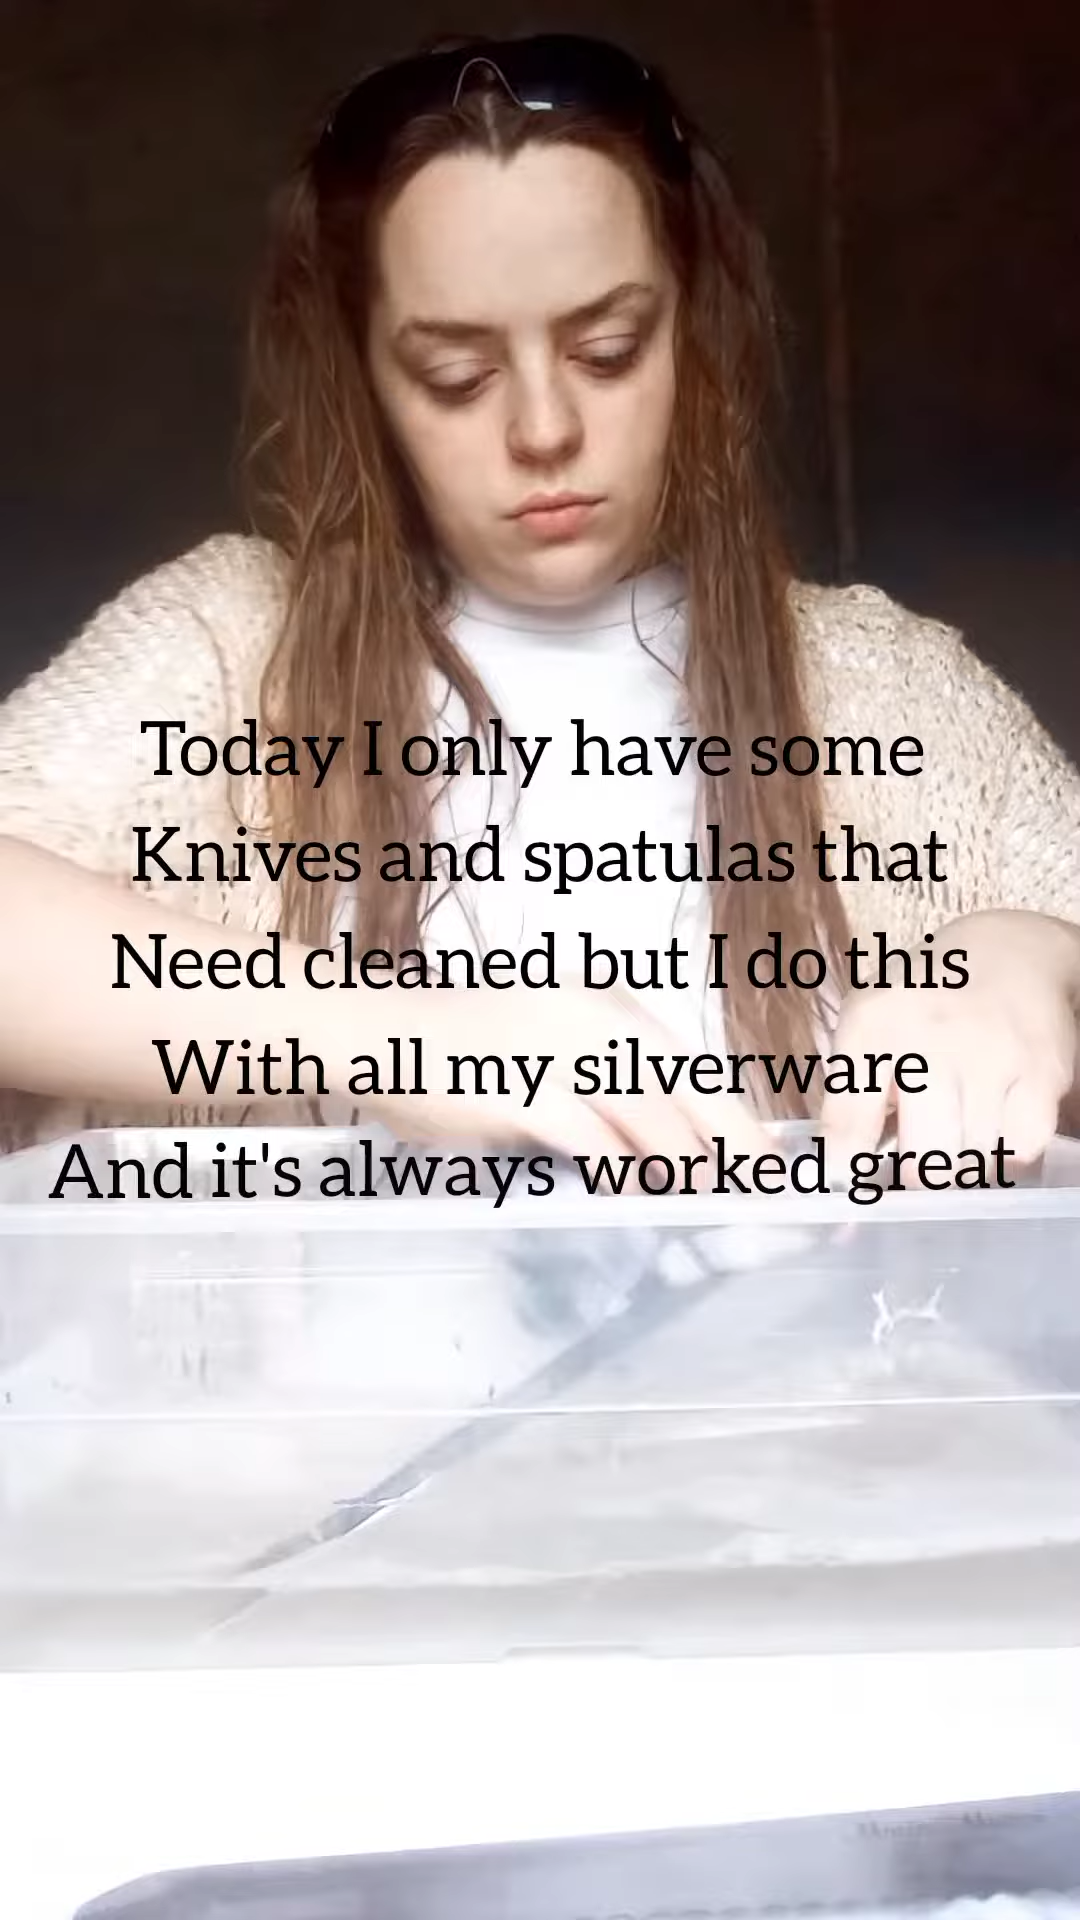 Today I only have some
Knives and spatulas that
Need cleaned but I do this
With all my silverware
And it's always worked great